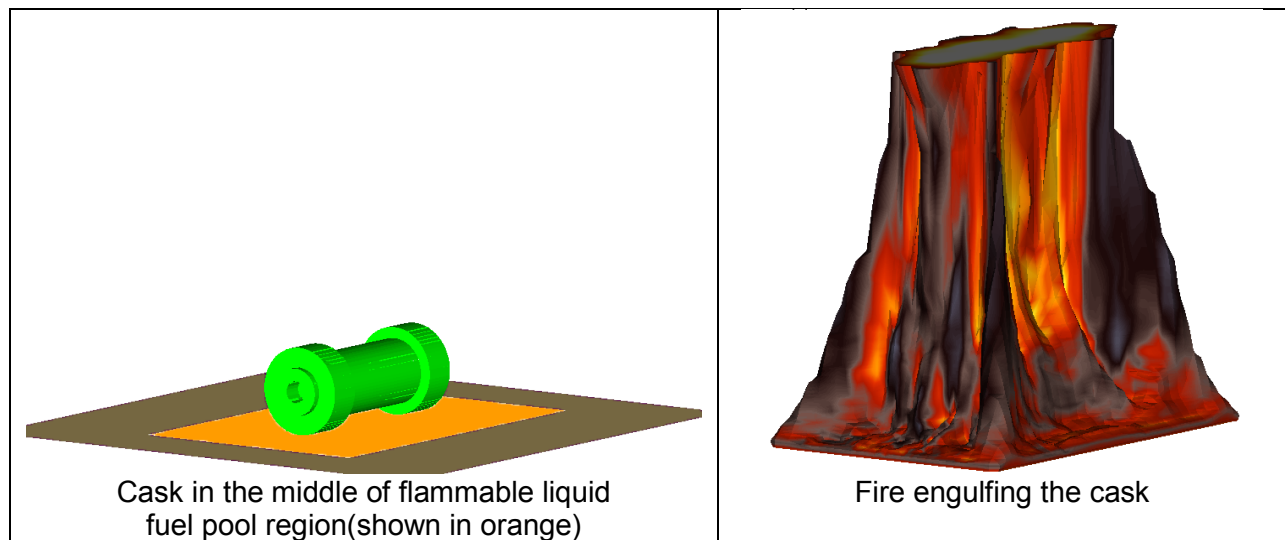 Cask in the middle of flammable liquid
fuel pool region(shown in orange)
Fire engulfing the cask